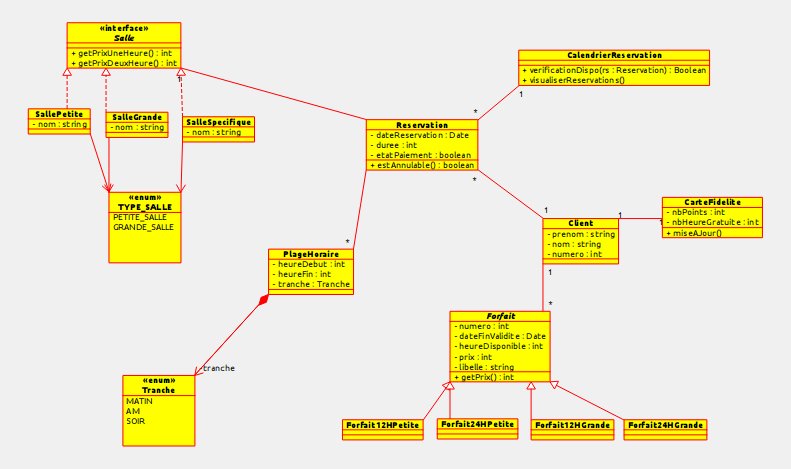 «interface»
Salle
+ getPrixUneHeure() : int
+ getPrixDeuxHeure() : int
1
CalendrierReservation
+ verificationDispo(rs : Reservation) : Boolean
+ visualiserReservations()
1
*
SallePetite
- nom : string
SalleGrande
- nom : string
SalleSpecifique
- nom : string
Reservation
- dateReservation : Date
- duree : int
- etatPaiement : boolean
+ estAnnulable() : boolean
*
«enum»
TYPE_SALLE
PETITE_SALLE
GRANDE_SALLE
1
Client
- prenom : string
- nom : string
- numero : int
1
1
CarteFidelite
- nbPoints : int
- nbHeureGratuite : int
+ miseAJour()
*
PlageHoraire
- heureDebut : int
- heureFin : int
- tranche : Tranche
1
*
Forfait
- numero : int
- dateFinValidite : Date
- heureDisponible : int
- prix : int
- libelle : string
+ getPrix() : int
tranche
«enum»
Tranche
MATIN
AM
SOIR
Forfait12HPetite
Forfait24HPetite
Forfait12HGrande
Forfait24HGrande